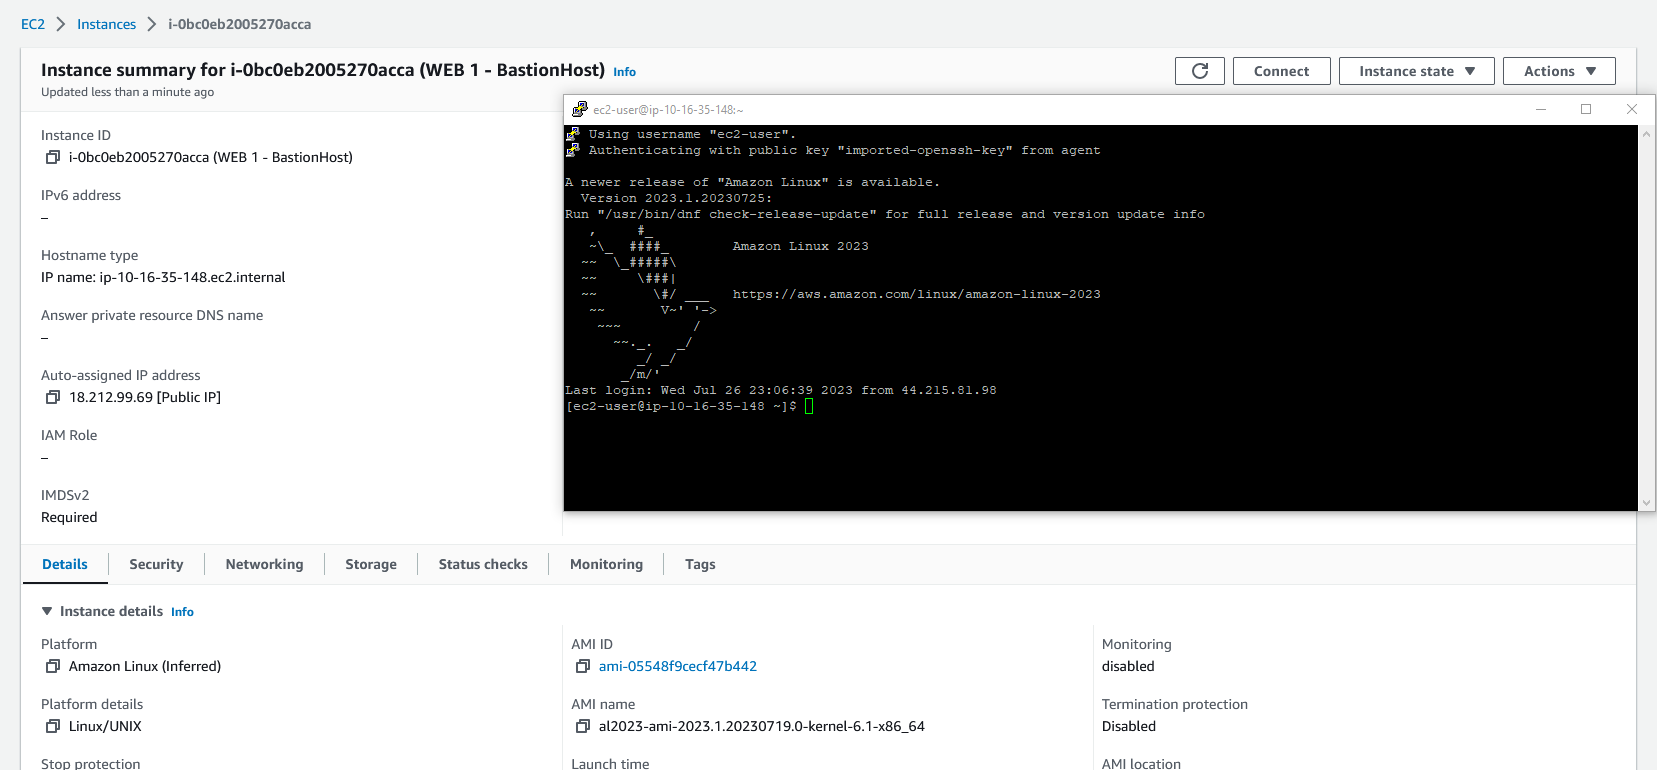 EC2 > Instances > i-0bc0eb2005270acca
Instance summary for i-0bc0eb2005270acca (WEB 1 - BastionHost) Info
Updated less than a minute ago
Connect
Instance state
Actions
Instance ID
i-0bc0eb2005270acca (WEB 1 - BastionHost)
IPv6 address
–
Hostname type
IP name: ip-10-16-35-148.ec2.internal
Answer private resource DNS name
–
Auto-assigned IP address
18.212.99.69 [Public IP]
IAM Role
–
IMDSv2
Required
ec2-user@ip-10-16-35-148:~
Using username "ec2-user".
Authenticating with public key "imported-openssh-key" from agent
A newer release of "Amazon Linux" is available.
  Version 2023.1.20230725:
Run "/usr/bin/dnf check-release-update" for full release and version update info
   ,     #_
   ~\_  ####_        Amazon Linux 2023
  ~~  \_#####\
  ~~     \###|
  ~~       \#/ ___   https://aws.amazon.com/linux/amazon-linux-2023
   ~~       V~' '->
    ~~~         /
      ~~._.   _/
         _/ _/
       _/m/'
Last login: Wed Jul 26 23:06:39 2023 from 44.215.81.98
[ec2-user@ip-10-16-35-148 ~]$
Details
Security
Networking
Storage
Status checks
Monitoring
Tags
Instance details Info
Platform
Amazon Linux (Inferred)
AMI ID
ami-05548f9cecf47b442
Monitoring
disabled
Platform details
Linux/UNIX
AMI name
al2023-ami-2023.1.20230719.0-kernel-6.1-x86_64
Termination protection
Disabled
Stop protection
Launch time
AMI location